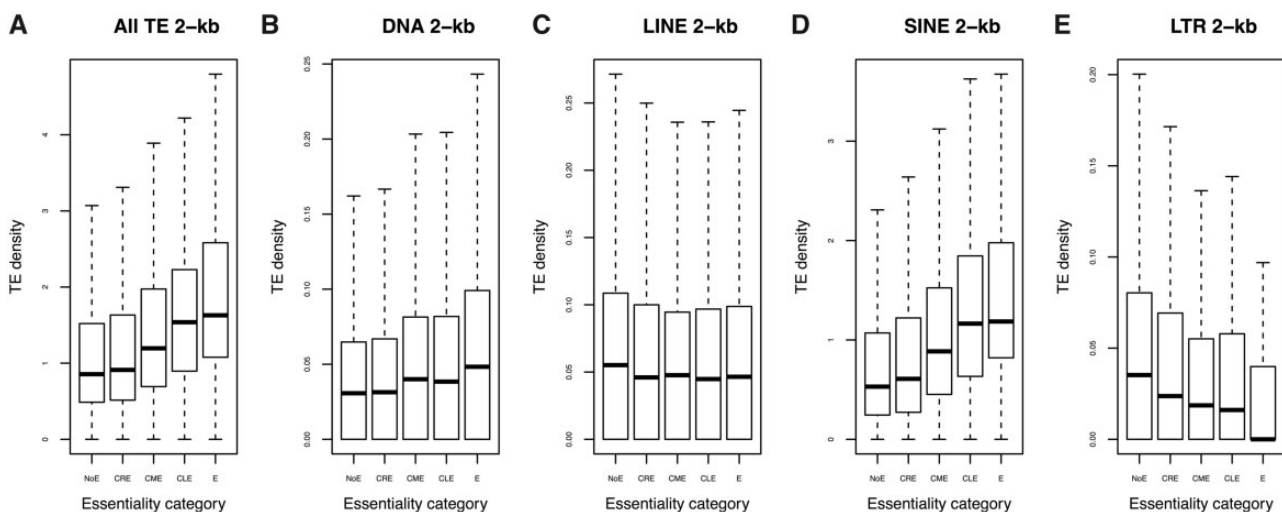 A All TE 2–kb
TE density
0 1 2 3 4
NoE CRE CME CLE E
Essentiality category
B DNA 2–kb
TE density
0.00 0.05 0.10 0.15 0.20 0.25
NoE CRE CME CLE E
Essentiality category
C LINE 2–kb
TE density
0.00 0.05 0.10 0.15 0.20 0.25
NoE CRE CME CLE E
Essentiality category
D SINE 2–kb
TE density
0 1 2 3
NoE CRE CME CLE E
Essentiality category
E LTR 2–kb
TE density
0.00 0.05 0.10 0.15 0.20
NoE CRE CME CLE E
Essentiality category